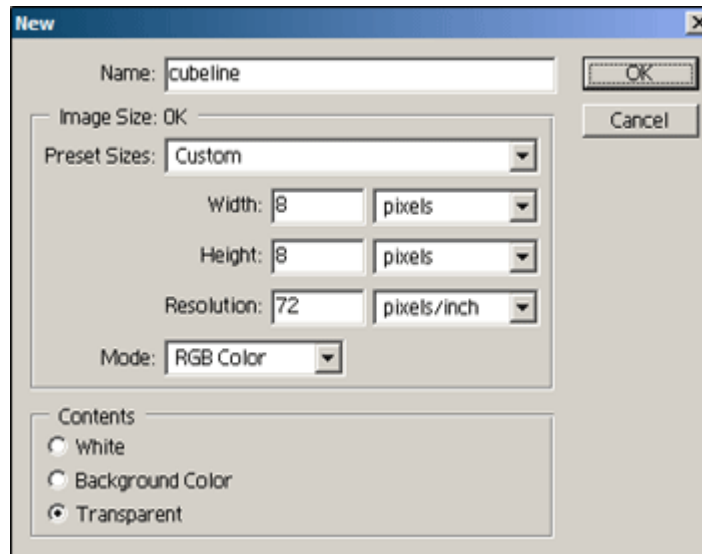 New
Name: cubeline
OK
Image Size: 0K
Cancel
Preset Sizes: Custom
Width: 8 pixels
Height: 8 pixels
Resolution: 72 pixels/inch
Mode: RGB Color
Contents
White
Background Color
Transparent